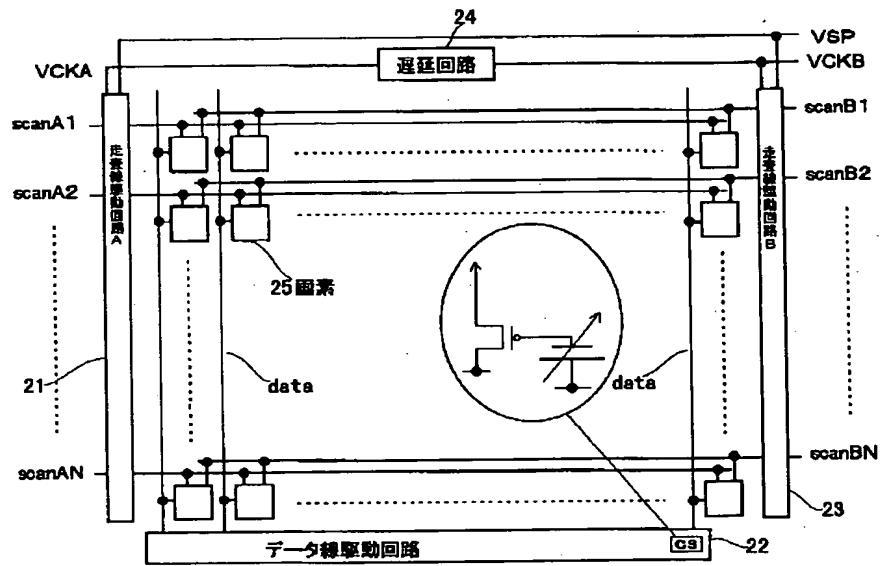 24
VSP
VCKA
遅延回路
VCKB
scanA1
scanB1
scanA2
scanB2
走査線駆動回路A
走査線駆動回路B
25画素
21
data
data
scanAN
scanBN
23
データ線駆動回路
CS
22